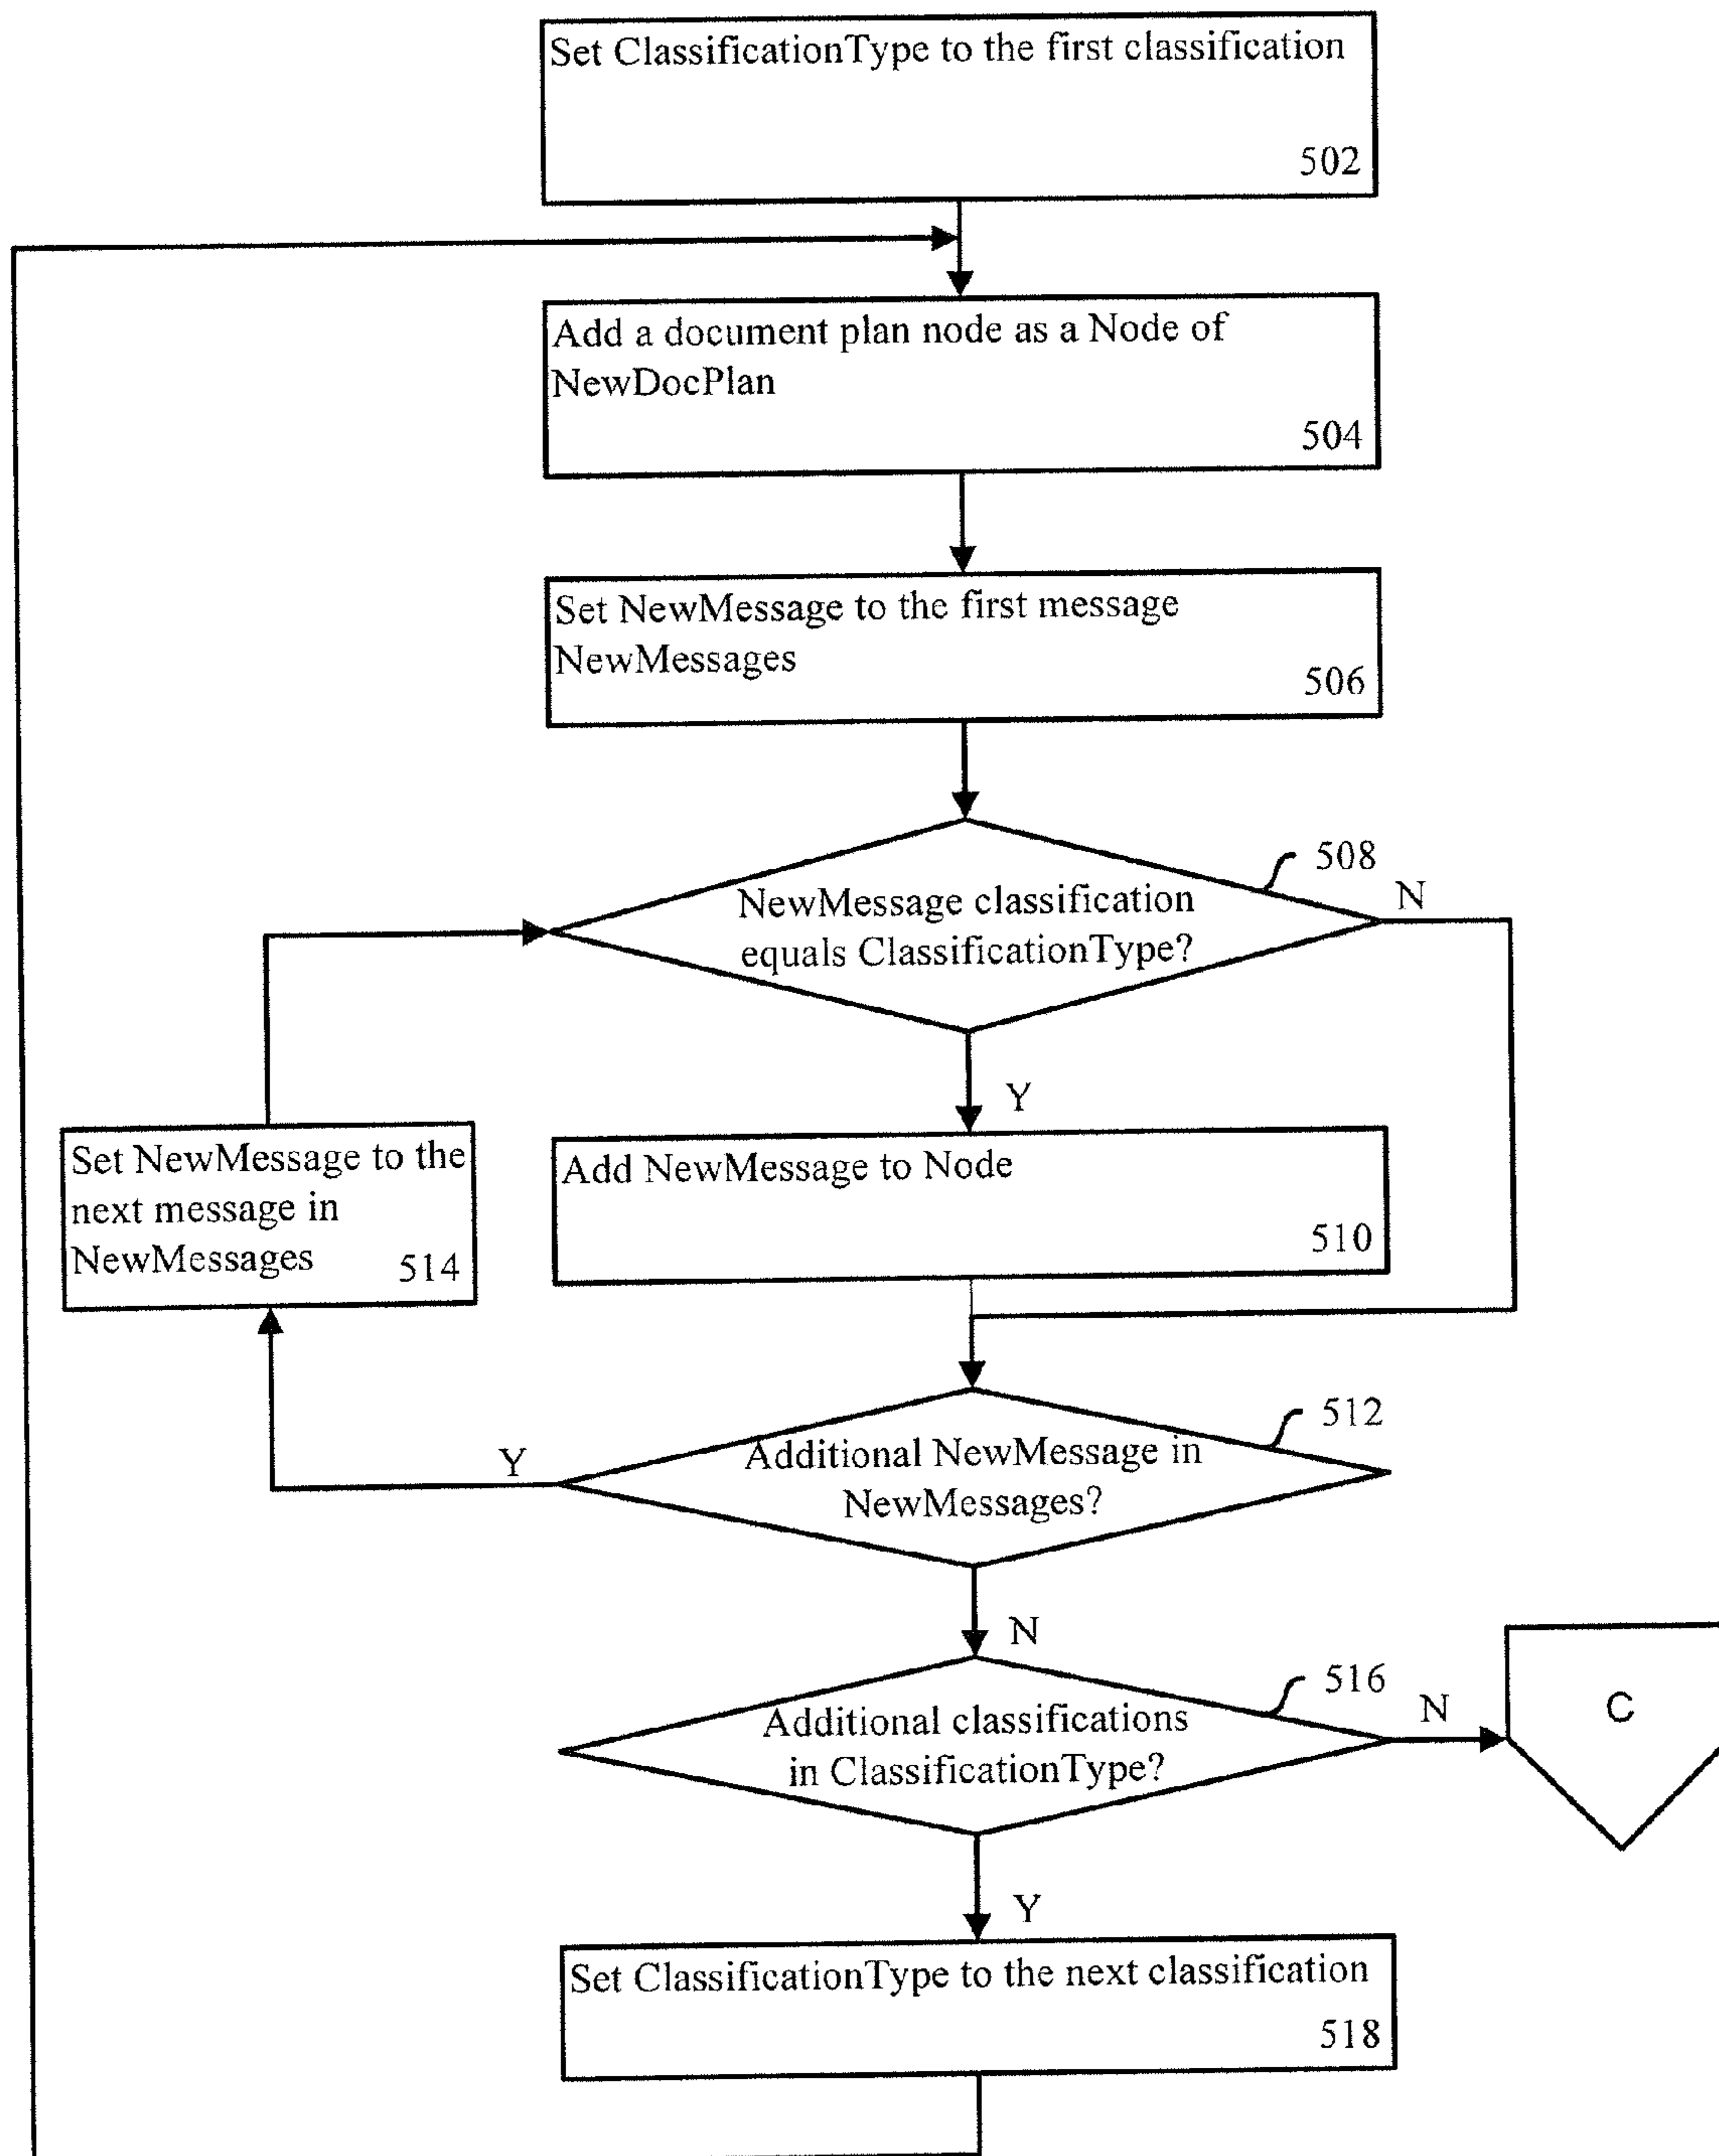 Set ClassificationType to the first classification
502
Add a document plan node as a Node of
NewDocPlan
504
Set NewMessage to the first message
NewMessages
506
508
N
NewMessage classification
equals ClassificationType?
Y
Set NewMessage to the
next message in
NewMessages
514
Add NewMessage to Node
510
512
Y
Additional NewMessage in
NewMessages?
N
516
N
C
Additional classifications
in ClassificationType?
Y
Set ClassificationType to the next classification
518